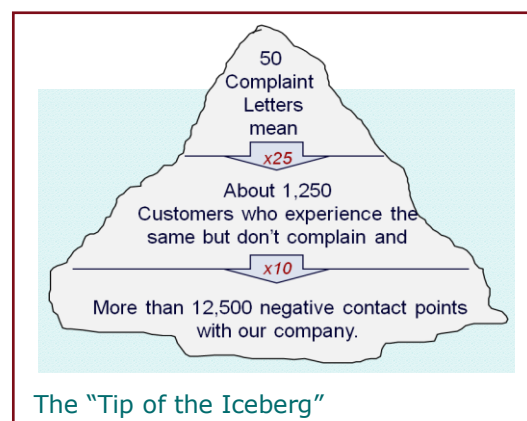 50
Complaint
Letters
mean
x25
About 1,250
Customers who experience the
same but don't complain and
x10
More than 12,500 negative contact points
with our company.
The “Tip of the Iceberg”